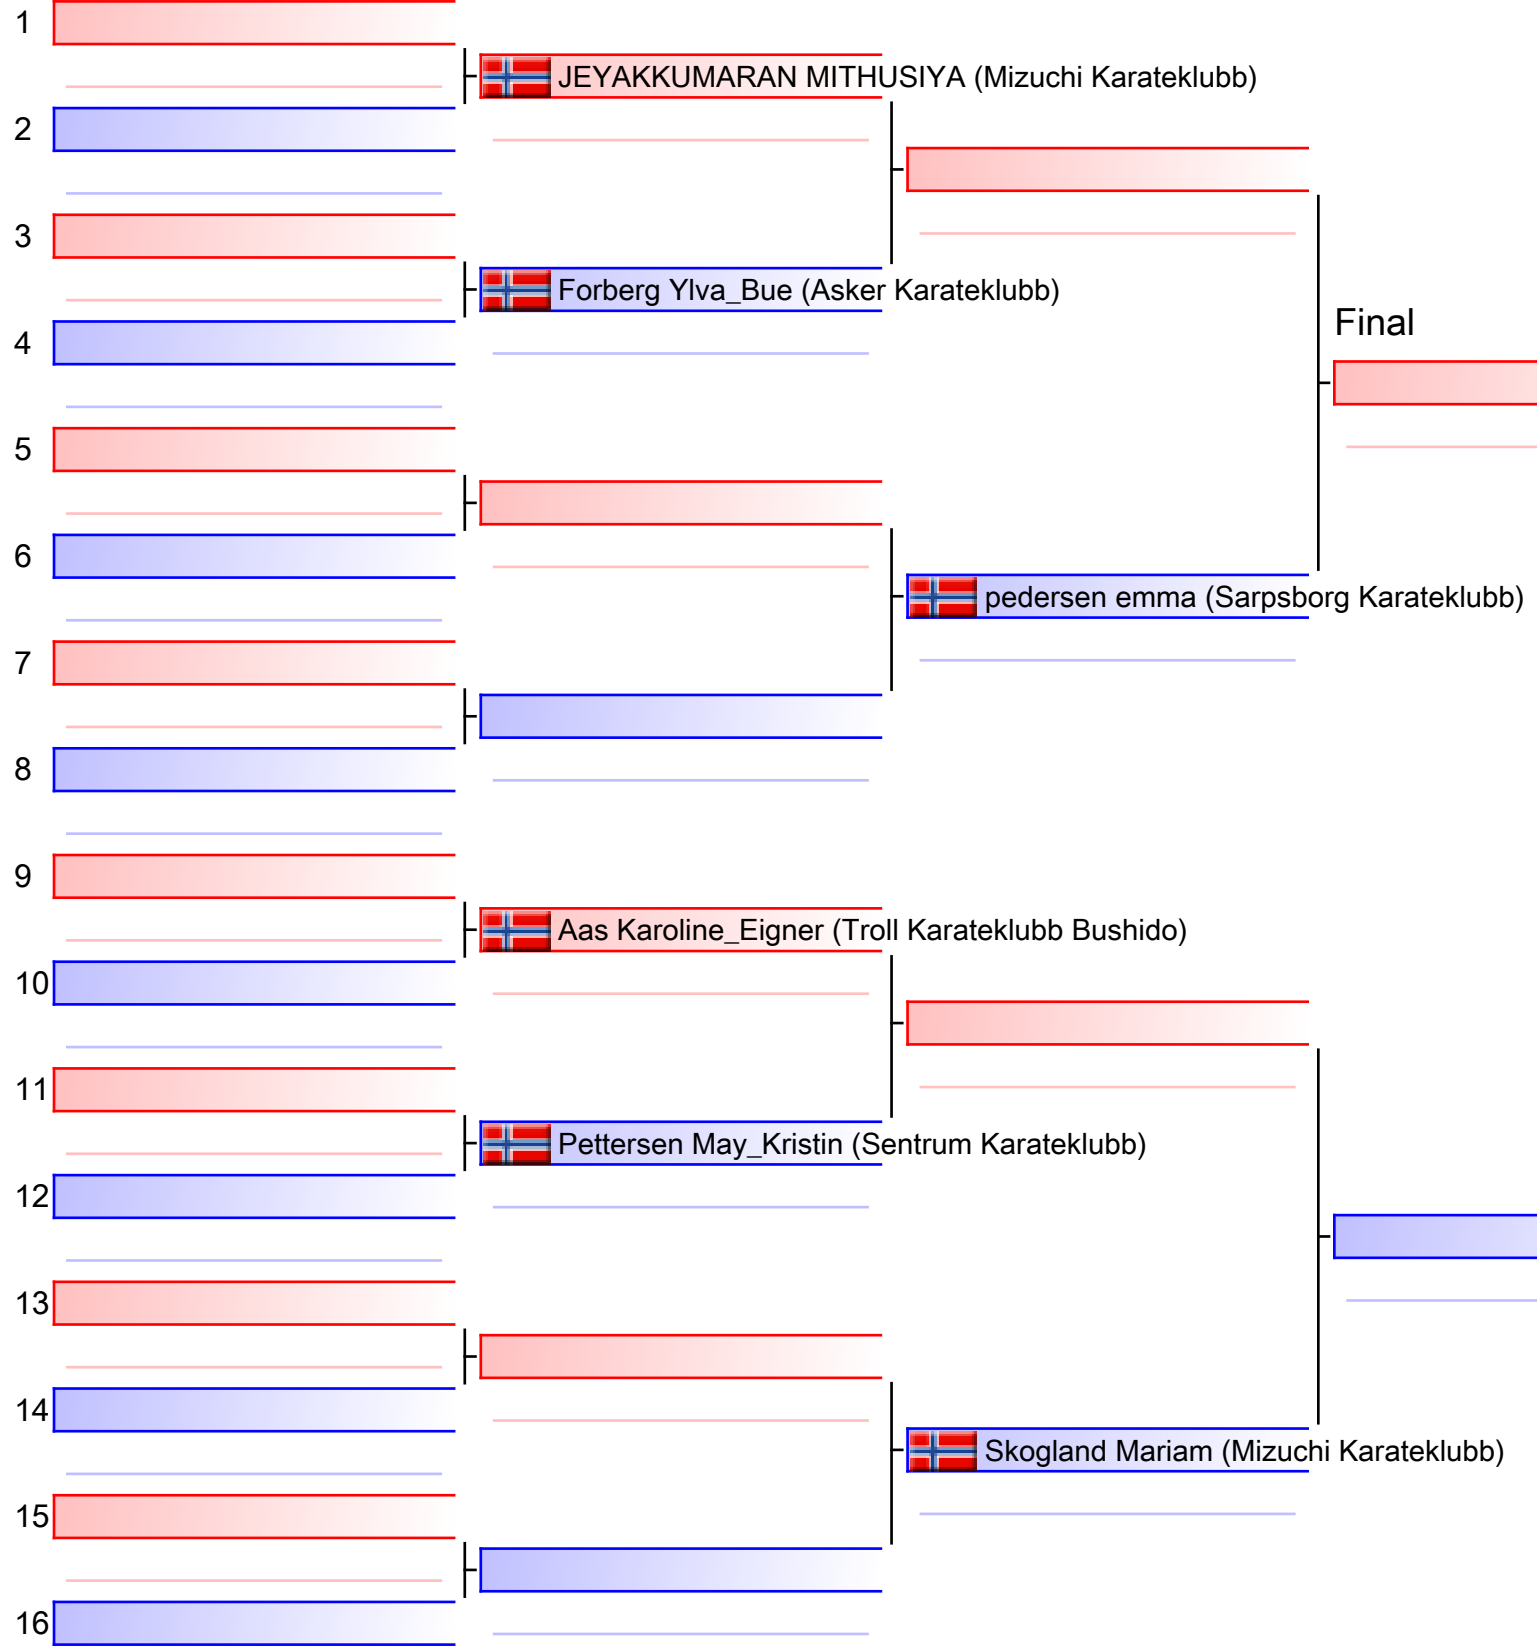 1
JEYAKKUMARAN MITHUSIYA (Mizuchi Karateklubb)
2
3
Forberg Ylva_Bue (Asker Karateklubb)
4
Final
5
6
pedersen emma (Sarpsborg Karateklubb)
7
8
9
Aas Karoline_Eigner (Troll Karateklubb Bushido)
10
11
Pettersen May_Kristin (Sentrum Karateklubb)
12
13
14
Skogland Mariam (Mizuchi Karateklubb)
15
16